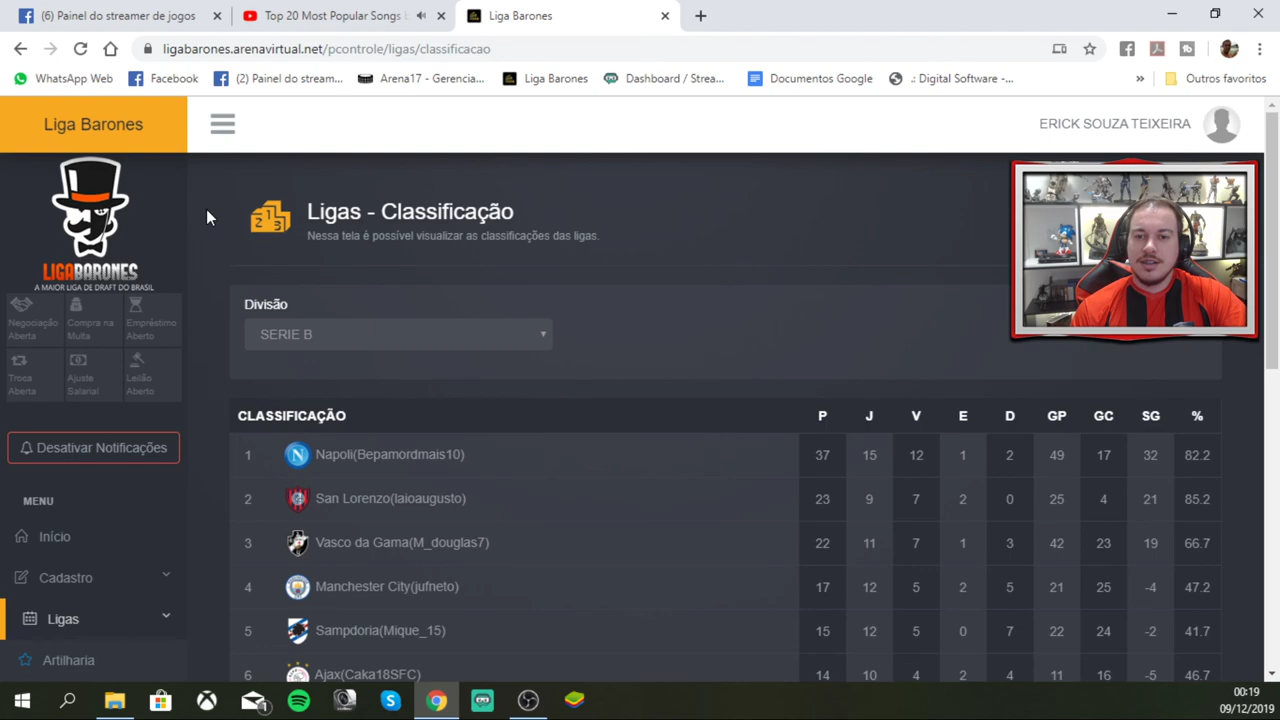 (6) Painel do streamer de jogos
Top 20 Most Popular Songs
Liga Barones
ligabarones.arenavirtual.net/pcontrole/ligas/classificacao
WhatsApp Web
Facebook
(2) Painel do stream...
Arena17 - Gerencia...
Liga Barones
Dashboard / Strea...
Documentos Google
.: Digital Software -...
»
Outros favoritos
Liga Barones
ERICK SOUZA TEIXEIRA
LIGABARONES
A MAIOR LIGA DE DRAFT DO BRASIL
Negociação Aberta
Compra na Multa
Empréstimo Aberto
Troca Aberta
Ajuste Salarial
Leilão Aberto
Desativar Notificações
MENU
Início
Cadastro
Ligas
Artilharia
Ligas - Classificação
Nessa tela é possível visualizar as classificações das ligas.
Divisão
SERIE B
CLASSIFICAÇÃO P J V E D GP GC SG %
1 Napoli(Bepamordmais10) 37 15 12 1 2 49 17 32 82.2
2 San Lorenzo(laioaugusto) 23 9 7 2 0 25 4 21 85.2
3 Vasco da Gama(M_douglas7) 22 11 7 1 3 42 23 19 66.7
4 Manchester City(jufneto) 17 12 5 2 5 21 25 -4 47.2
5 Sampdoria(Mique_15) 15 12 5 0 7 22 24 -2 41.7
6 Ajax(Caka18SFC) 14 10 4 2 4 11 16 -5 46.7
1
00:19
09/12/2019